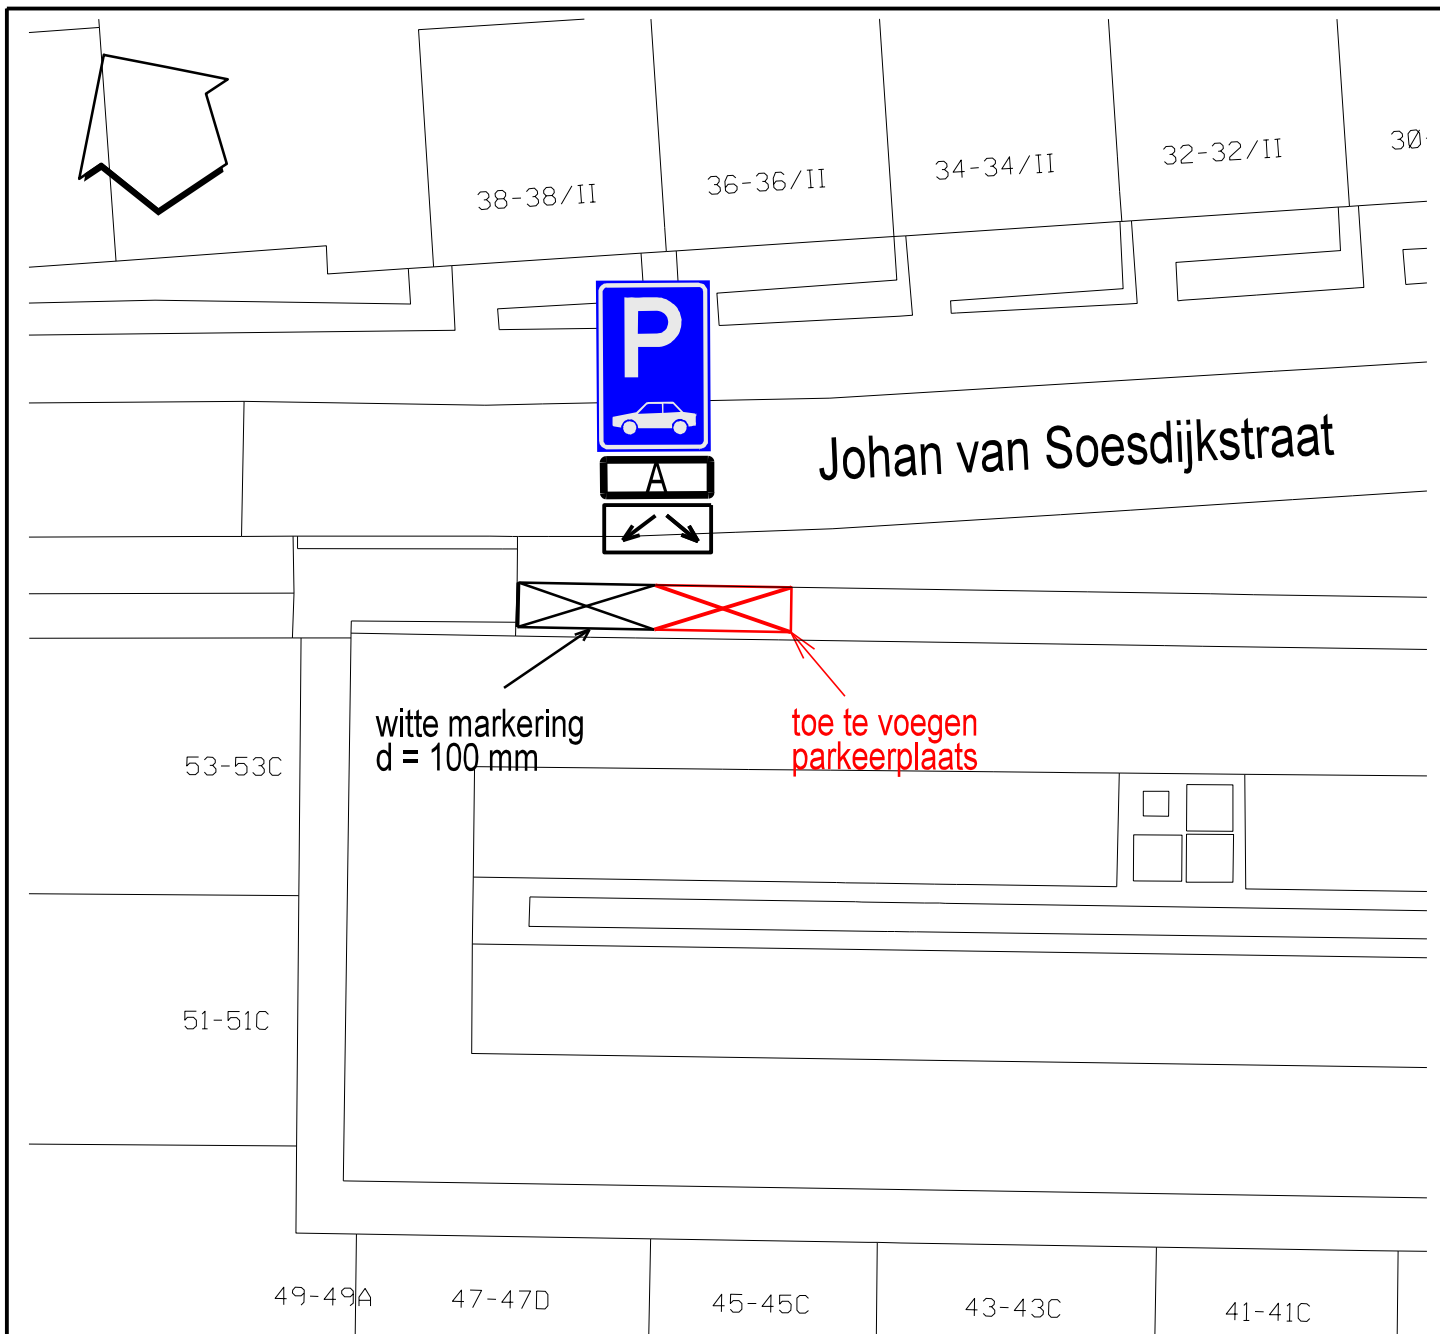 38-38/II
36-36/II
34-34/II
32-32/II
30-
P
A
Johan van Soesdijkstraat
witte markering
d = 100 mm
toe te voegen
parkeerplaats
53-53C
51-51C
49-49A
47-47D
45-45C
43-43C
41-41C